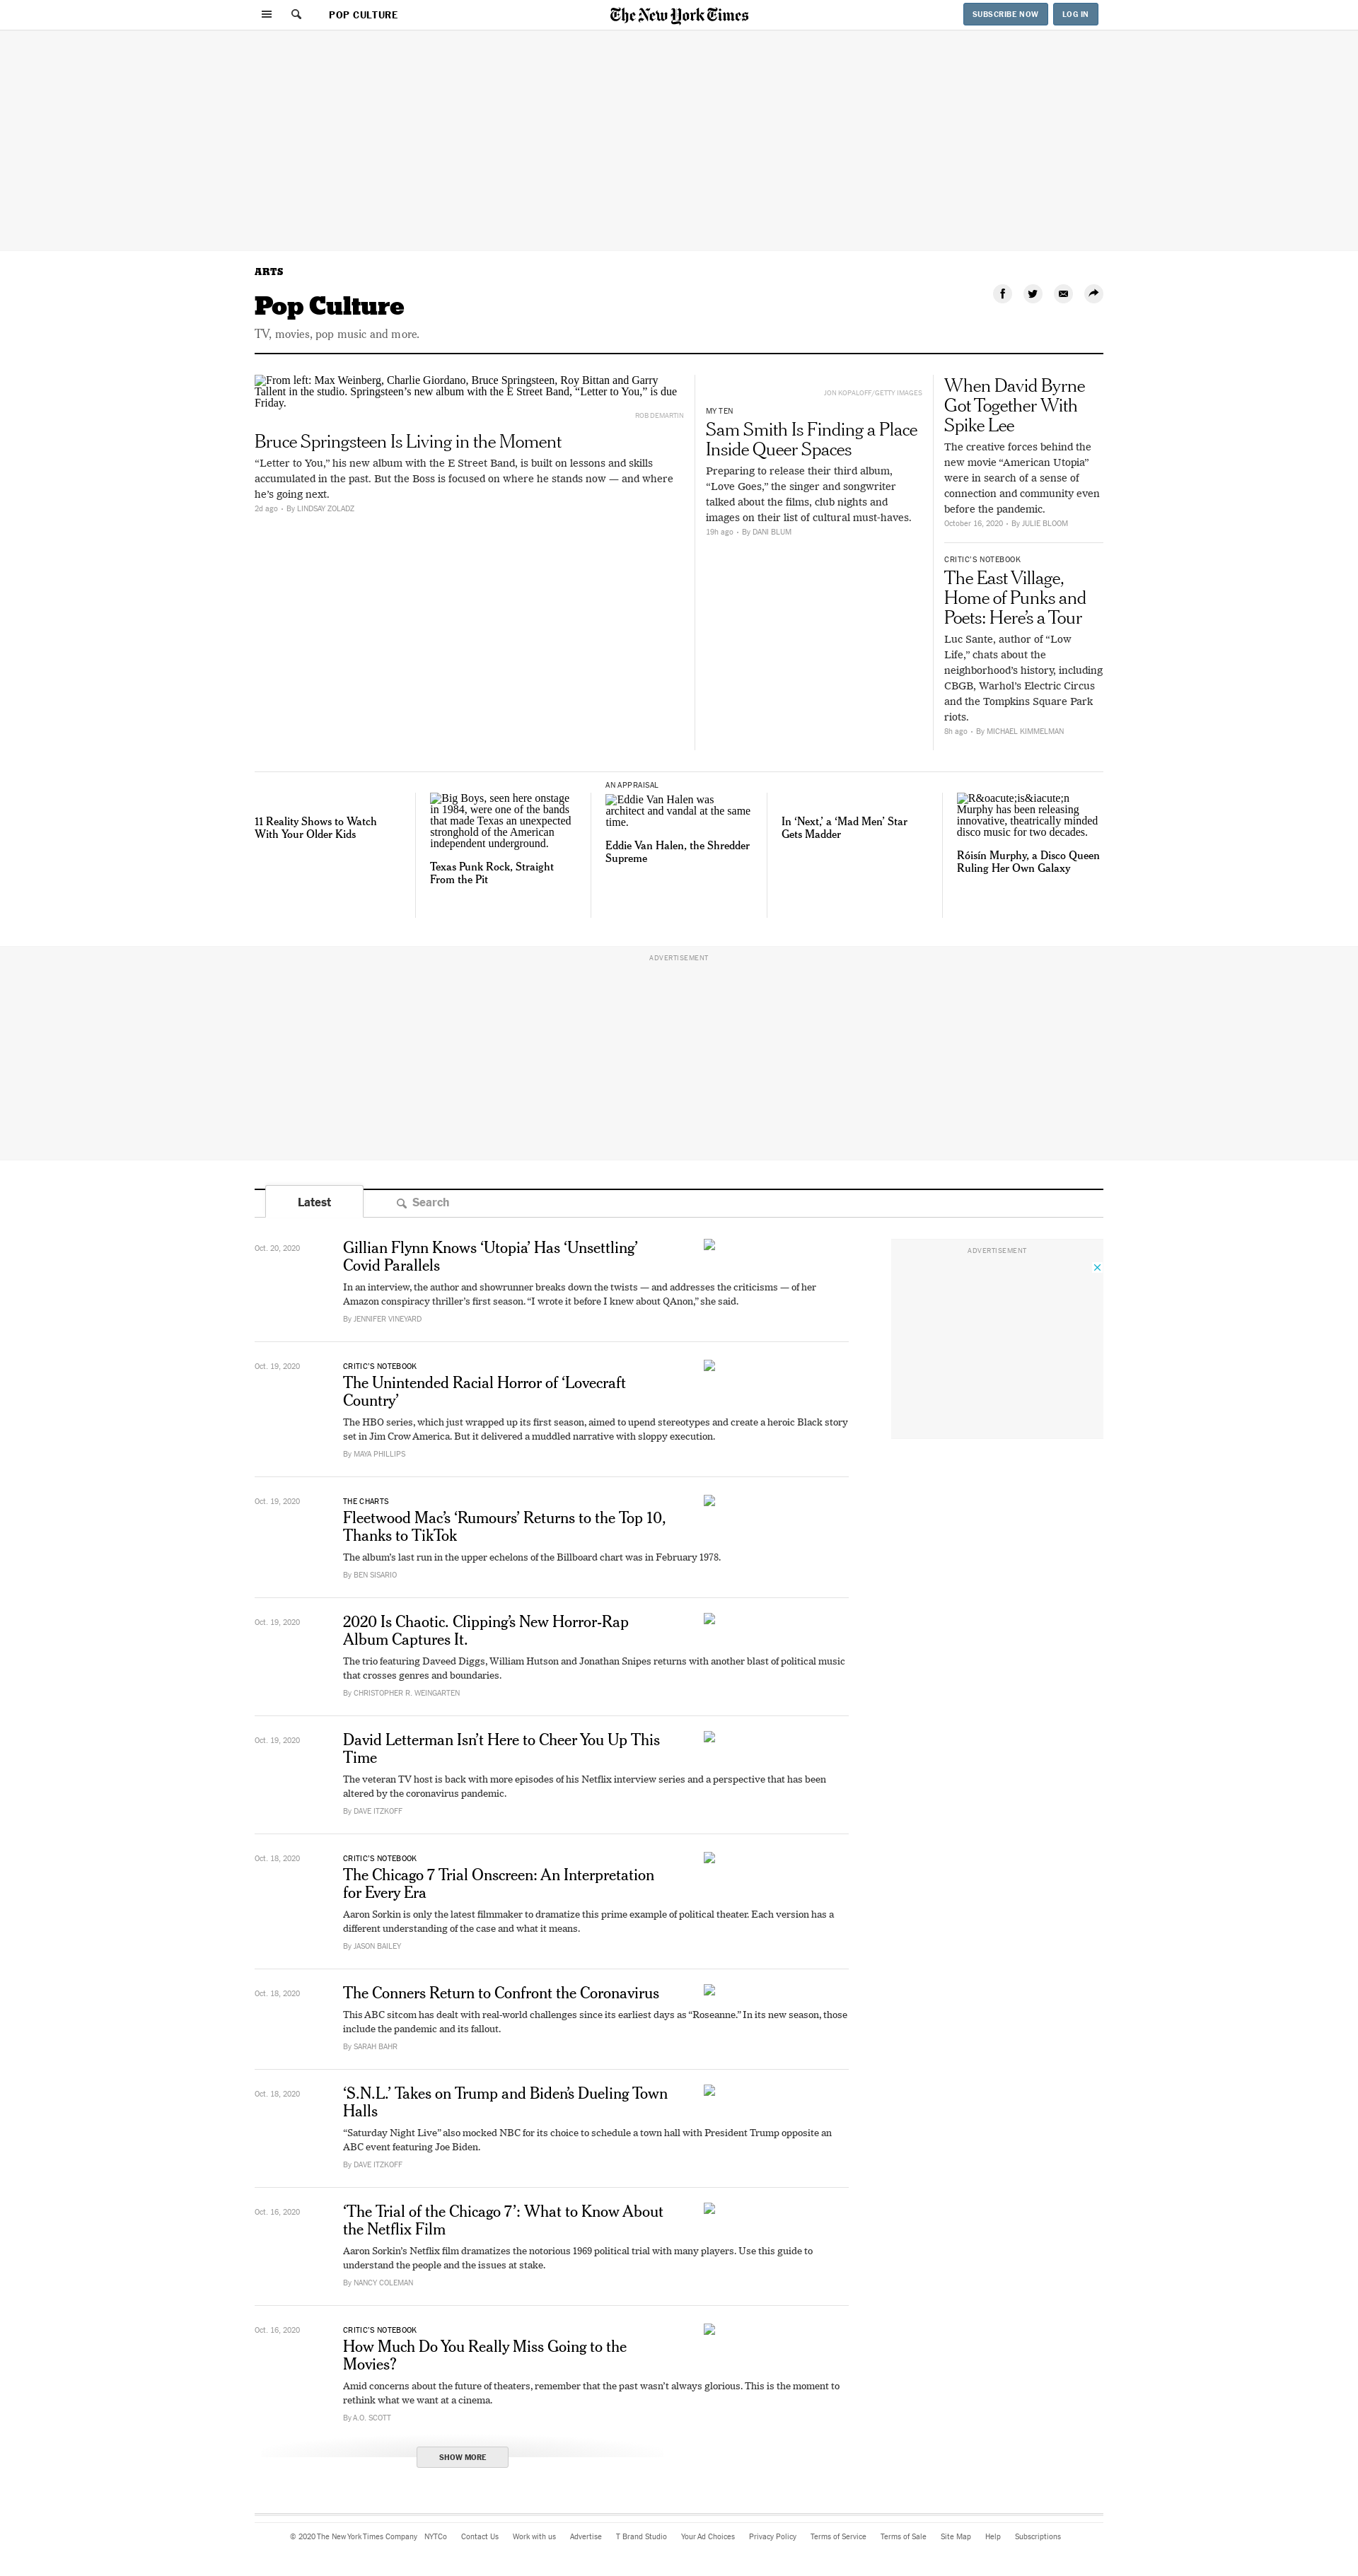 POP CULTURE
The New York Times
SUBSCRIBE NOW
LOG IN
ARTS
Pop Culture
TV, movies, pop music and more.
From left: Max Weinberg, Charlie Giordano, Bruce Springsteen, Roy Bittan and Garry
Tallent in the studio. Springsteen's new album with the E Street Band, “Letter to You,” is due
Friday.
ROB DEMARTIN
Bruce Springsteen Is Living in the Moment
“Letter to You,” his new album with the E Street Band, is built on lessons and skills
accumulated in the past. But the Boss is focused on where he stands now — and where
he’s going next.
2d ago • By LINDSAY ZOLADZ
JON KOPALOFF/GETTY IMAGES
MY TEN
Sam Smith Is Finding a Place
Inside Queer Spaces
Preparing to release their third album,
“Love Goes,” the singer and songwriter
talked about the films, club nights and
images on their list of cultural must-haves.
19h ago • By DANI BLUM
When David Byrne
Got Together With
Spike Lee
The creative forces behind the
new movie “American Utopia”
were in search of a sense of
connection and community even
before the pandemic.
October 16, 2020 • By JULIE BLOOM
CRITIC’S NOTEBOOK
The East Village,
Home of Punks and
Poets: Here’s a Tour
Luc Sante, author of “Low
Life,” chats about the
neighborhood’s history, including
CBGB, Warhol’s Electric Circus
and the Tompkins Square Park
riots.
8h ago • By MICHAEL KIMMELMAN
11 Reality Shows to Watch
With Your Older Kids
Big Boys, seen here onstage
in 1984, were one of the bands
that made Texas an unexpected
stronghold of the American
independent underground.
Texas Punk Rock, Straight
From the Pit
AN APPRAISAL
Eddie Van Halen was
architect and vandal at the same
time.
Eddie Van Halen, the Shredder
Supreme
In ‘Next,’ a ‘Mad Men’ Star
Gets Madder
R&oacute;is&iacute;n
Murphy has been releasing
innovative, theatrically minded
disco music for two decades.
Róisín Murphy, a Disco Queen
Ruling Her Own Galaxy
ADVERTISEMENT
Latest
Search
ADVERTISEMENT
Oct. 20, 2020
Gillian Flynn Knows ‘Utopia’ Has ‘Unsettling’
Covid Parallels
In an interview, the author and showrunner breaks down the twists — and addresses the criticisms — of her
Amazon conspiracy thriller’s first season. “I wrote it before I knew about QAnon,” she said.
By JENNIFER VINEYARD
Oct. 19, 2020
CRITIC’S NOTEBOOK
The Unintended Racial Horror of ‘Lovecraft
Country’
The HBO series, which just wrapped up its first season, aimed to upend stereotypes and create a heroic Black story
set in Jim Crow America. But it delivered a muddled narrative with sloppy execution.
By MAYA PHILLIPS
Oct. 19, 2020
THE CHARTS
Fleetwood Mac’s ‘Rumours’ Returns to the Top 10,
Thanks to TikTok
The album’s last run in the upper echelons of the Billboard chart was in February 1978.
By BEN SISARIO
Oct. 19, 2020
2020 Is Chaotic. Clipping’s New Horror-Rap
Album Captures It.
The trio featuring Daveed Diggs, William Hutson and Jonathan Snipes returns with another blast of political music
that crosses genres and boundaries.
By CHRISTOPHER R. WEINGARTEN
Oct. 19, 2020
David Letterman Isn’t Here to Cheer You Up This
Time
The veteran TV host is back with more episodes of his Netflix interview series and a perspective that has been
altered by the coronavirus pandemic.
By DAVE ITZKOFF
Oct. 18, 2020
CRITIC’S NOTEBOOK
The Chicago 7 Trial Onscreen: An Interpretation
for Every Era
Aaron Sorkin is only the latest filmmaker to dramatize this prime example of political theater. Each version has a
different understanding of the case and what it means.
By JASON BAILEY
Oct. 18, 2020
The Conners Return to Confront the Coronavirus
This ABC sitcom has dealt with real-world challenges since its earliest days as “Roseanne.” In its new season, those
include the pandemic and its fallout.
By SARAH BAHR
Oct. 18, 2020
‘S.N.L.’ Takes on Trump and Biden’s Dueling Town
Halls
“Saturday Night Live” also mocked NBC for its choice to schedule a town hall with President Trump opposite an
ABC event featuring Joe Biden.
By DAVE ITZKOFF
Oct. 16, 2020
‘The Trial of the Chicago 7’: What to Know About
the Netflix Film
Aaron Sorkin’s Netflix film dramatizes the notorious 1969 political trial with many players. Use this guide to
understand the people and the issues at stake.
By NANCY COLEMAN
Oct. 16, 2020
CRITIC’S NOTEBOOK
How Much Do You Really Miss Going to the
Movies?
Amid concerns about the future of theaters, remember that the past wasn’t always glorious. This is the moment to
rethink what we want at a cinema.
By A.O. SCOTT
SHOW MORE
© 2020 The New York Times Company NYTCo Contact Us Work with us Advertise T Brand Studio Your Ad Choices Privacy Policy Terms of Service Terms of Sale Site Map Help Subscriptions